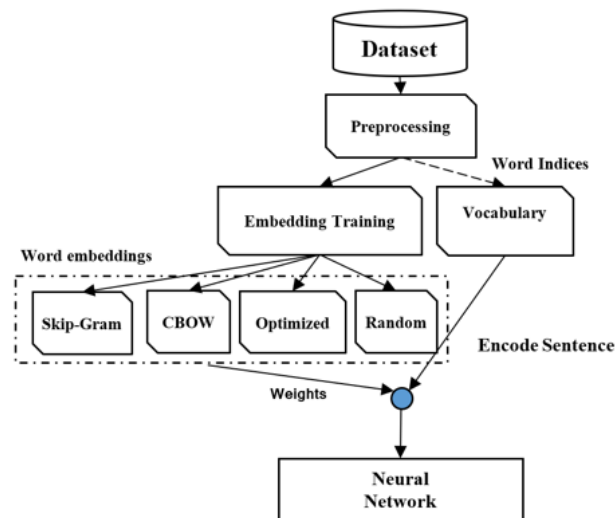 Dataset
Preprocessing
Word Indices
Embedding Training
Vocabulary
Word embeddings
Skip-Gram
CBOW
Optimized
Random
Encode Sentence
Weights
Neural
Network